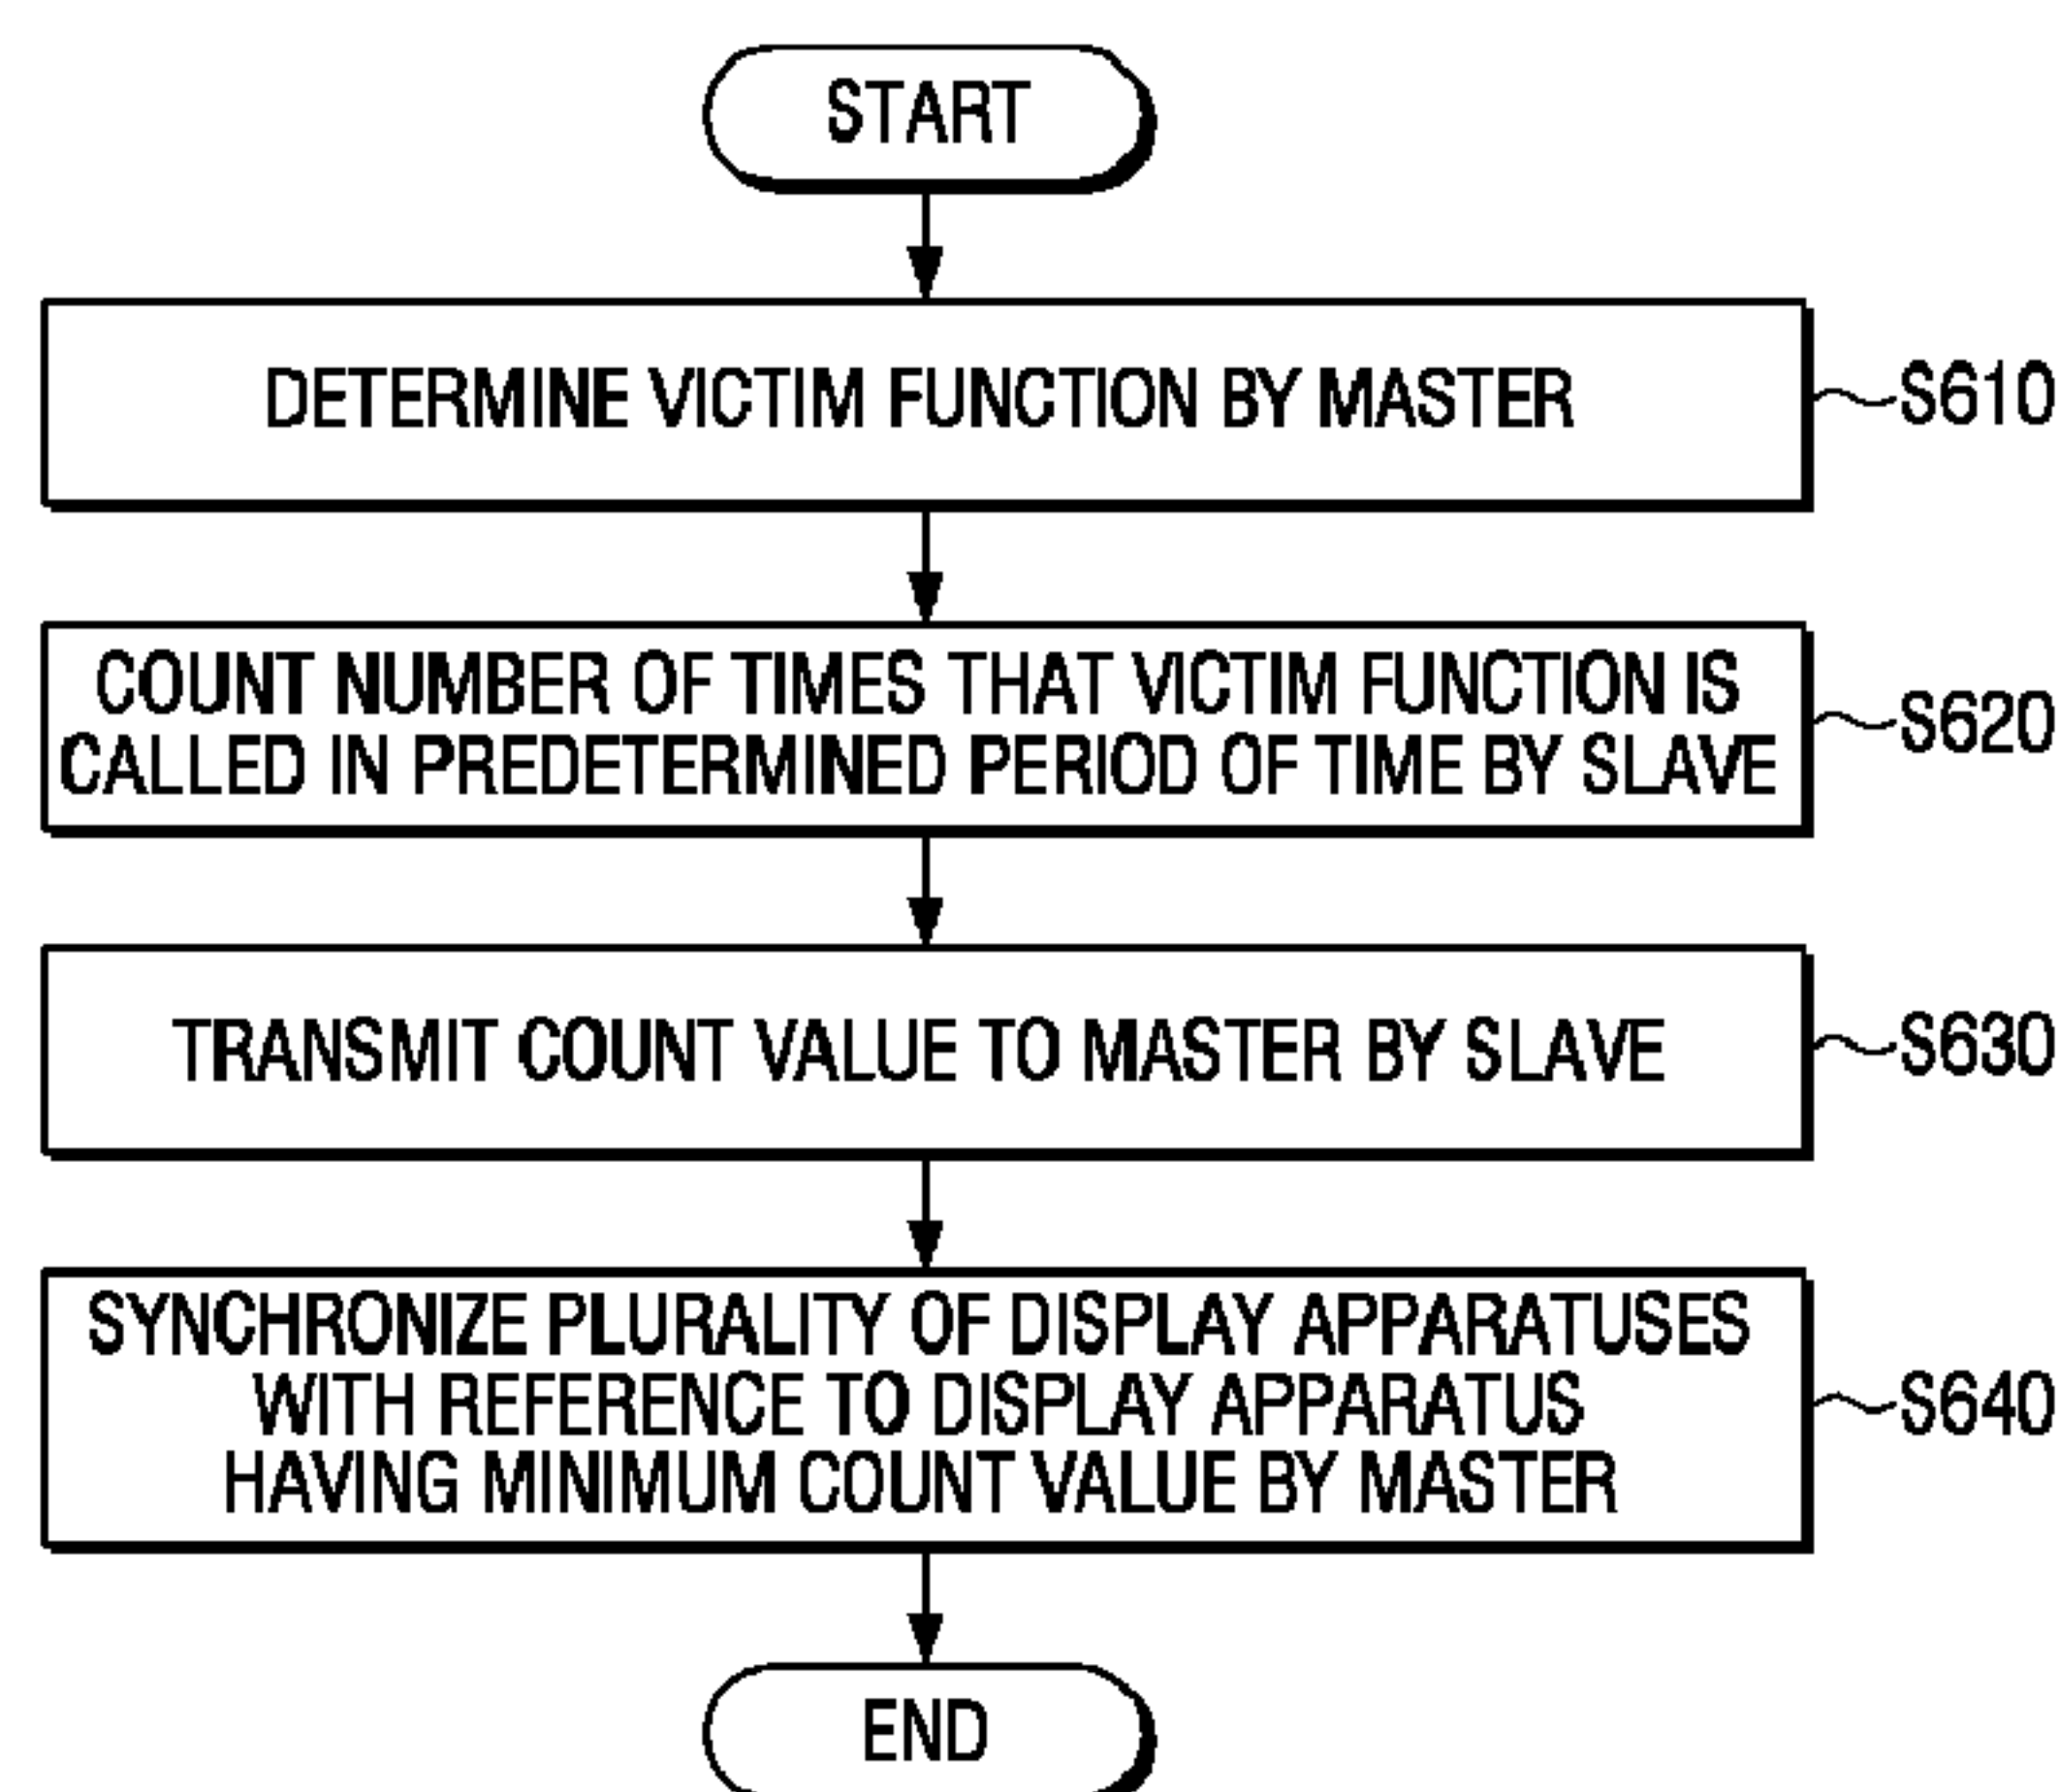 START
DETERMINE VICTIM FUNCTION BY MASTER
S610
COUNT NUMBER OF TIMES THAT VICTIM FUNCTION IS
CALLED IN PREDETERMINED PERIOD OF TIME BY SLAVE
S620
TRANSMIT COUNT VALUE TO MASTER BY SLAVE
S630
SYNCHRONIZE PLURALITY OF DISPLAY APPARATUSES
WITH REFERENCE TO DISPLAY APPARATUS
HAVING MINIMUM COUNT VALUE BY MASTER
S640
END